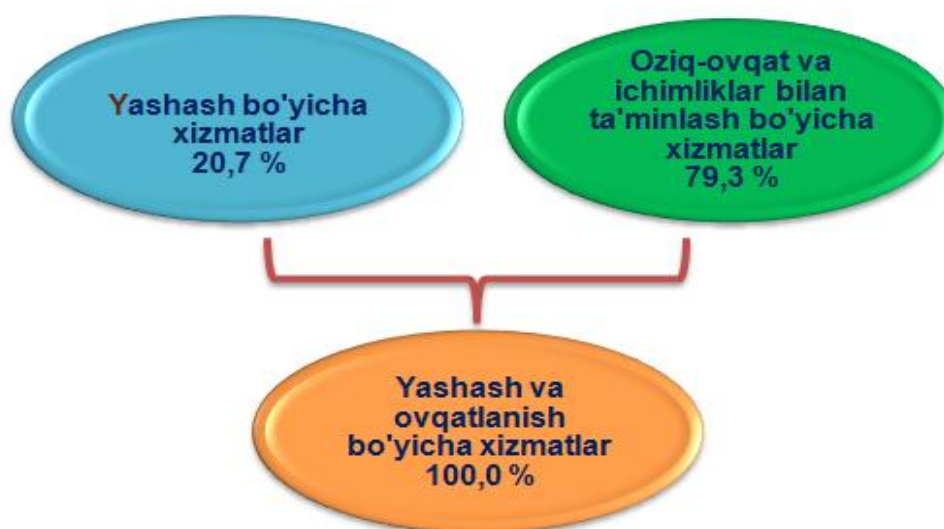 Yashash bo'yicha
xizmatlar
20,7 %
Oziq-ovqat va
ichimliklar bilan
ta'minlash bo'yicha
xizmatlar
79,3 %
Yashash va
ovqatlanish
bo'yicha xizmatlar
100,0 %